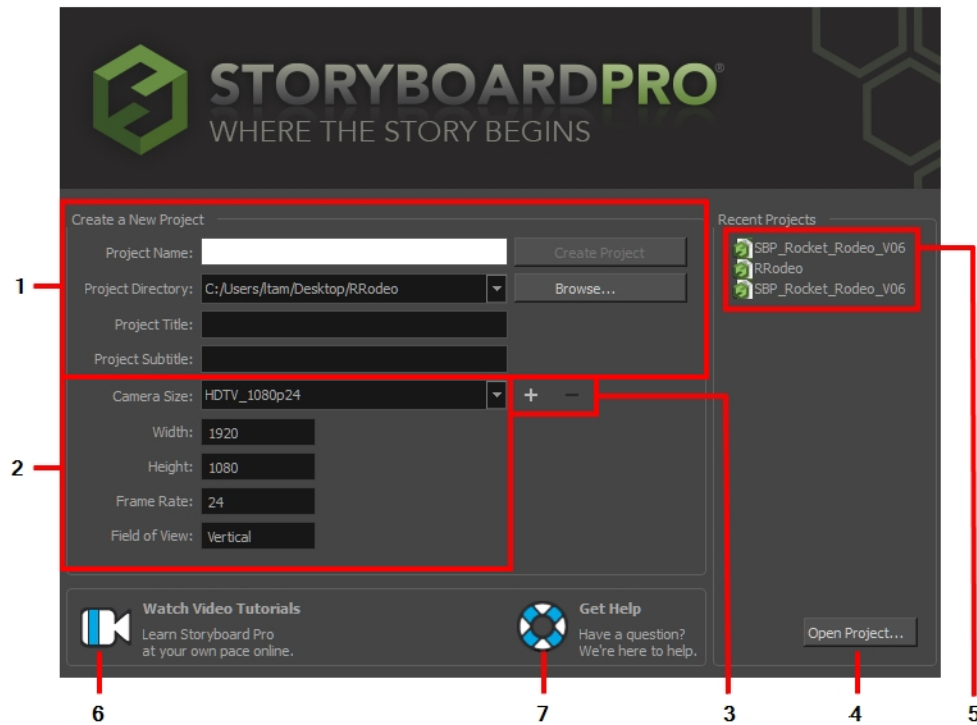 STORYBOARDPRO®
WHERE THE STORY BEGINS
Create a New Project
Project Name:
Create Project
Project Directory:
C:/Users/ltam/Desktop/RRodeo
Browse...
Project Title:
Project Subtitle:
Camera Size:
HDTV_1080p24
+ −
Width:
1920
Height:
1080
Frame Rate:
24
Field of View:
Vertical
Recent Projects
SBP_Rocket_Rodeo_V06
RRodeo
SBP_Rocket_Rodeo_V06
Watch Video Tutorials
Learn Storyboard Pro
at your own pace online.
Get Help
Have a question?
We're here to help.
Open Project...
1
2
6
7
3
4
5